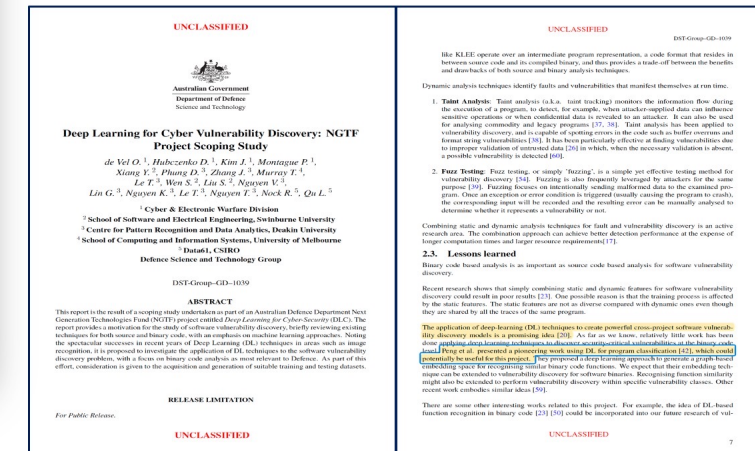 UNCLASSIFIED
Australian Government
Department of Defence
Science and Technology
Deep Learning for Cyber Vulnerability Discovery: NGTF
Project Scoping Study
de Vel O. 1, Hubczenko D. 1, Kim J. 1, Montague P. 1,
Xiang Y. 2, Phung D. 3, Zhang J. 3, Murray T. 4,
Le T. 3, Wen S. 2, Liu S. 2, Nguyen V. 3,
Lin G. 3, Nguyen K. 3, Le T. 3, Nguyen T. 3, Nock R. 5, Qu L. 5
1 Cyber & Electronic Warfare Division
2 School of Software and Electrical Engineering, Swinburne University
3 Centre for Pattern Recognition and Data Analytics, Deakin University
4 School of Computing and Information Systems, University of Melbourne
5 Data61, CSIRO
Defence Science and Technology Group
DST-Group-GD-1039
ABSTRACT
This report is the result of a scoping study undertaken as part of an Australian Defence Department Next
Generation Technologies Fund (NGTF) project entitled Deep Learning for Cyber-Security (DLC). The
report provides a motivation for the study of software vulnerability discovery, briefly reviewing existing
techniques for both source and binary code, with an emphasis on machine learning approaches. Noting
the spectacular successes in recent years of Deep Learning (DL) techniques in areas such as image
recognition, it is proposed to investigate the application of DL techniques to the software vulnerability
discovery problem, with a focus on binary code analysis as most relevant to Defence. As part of this
effort, consideration is given to the acquisition and generation of suitable training and testing datasets.
RELEASE LIMITATION
For Public Release.
UNCLASSIFIED
UNCLASSIFIED
DST-Group-GD-1039
like KLEE operate over an intermediate program representation, a code format that resides in
between source code and its compiled binary, and thus provides a trade-off between the benefits
and drawbacks of both source and binary analysis techniques.
Dynamic analysis techniques identify faults and vulnerabilities that manifest themselves at run time.
1. Taint Analysis: Taint analysis (a.k.a. taint tracking) monitors the information flow during
the execution of a program, to detect, for example, when attacker-supplied data can influence
sensitive operations or when confidential data is revealed to an attacker. It can also be used
for analysing commodity and legacy programs [37, 38]. Taint analysis has been applied to
vulnerability discovery, and is capable of spotting errors in the code such as buffer overruns and
format string vulnerabilities [38]. It has been particularly effective at finding vulnerabilities due
to improper validation of untrusted data [26] in which, when the necessary validation is absent,
a possible vulnerability is detected [60].
2. Fuzz Testing: Fuzz testing, or simply 'fuzzing', is a simple yet effective testing method for
vulnerability discovery [54]. Fuzzing is also frequently leveraged by attackers for the same
purpose [39]. Fuzzing focuses on intentionally sending malformed data to the examined pro-
gram. Once an exception or error condition is triggered (usually causing the program to crash),
the corresponding input will be recorded and the resulting error can be manually analysed to
determine whether it represents a vulnerability or not.
Combining static and dynamic analysis techniques for fault and vulnerability discovery is an active
research area. The combination approach can achieve better detection performance at the expense of
longer computation times and larger resource requirements[17].
2.3. Lessons learned
Binary code based analysis is as important as source code based analysis for software vulnerability
discovery.
Recent research shows that simply combining static and dynamic features for software vulnerability
discovery could result in poor results [23]. One possible reason is that the training process is affected
by the static features. The static features are not as diverse compared with dynamic ones even though
they are shared by all the traces of the same program.
The application of deep-learning (DL) techniques to create powerful cross-project software vulnerab-
ility discovery models is a promising idea [20]. As far as we know, relatively little work has been
done applying deep learning techniques to discover security-critical vulnerabilities at the binary code
level. Peng et al. presented a pioneering work using DL for program classification [42], which could
potentially be useful for this project. They proposed a deep learning approach to generate a graph-based
embedding space for recognising similar binary code functions. We expect that their embedding tech-
nique can be extended to vulnerability discovery for software binaries. Recognising function similarity
might also be extended to perform vulnerability discovery within specific vulnerability classes. Other
recent work embodies similar ideas [59].
There are some other interesting works related to this project. For example, the idea of DL-based
function recognition in binary code [23] [50] could be incorporated into our future research of vul-
UNCLASSIFIED
7